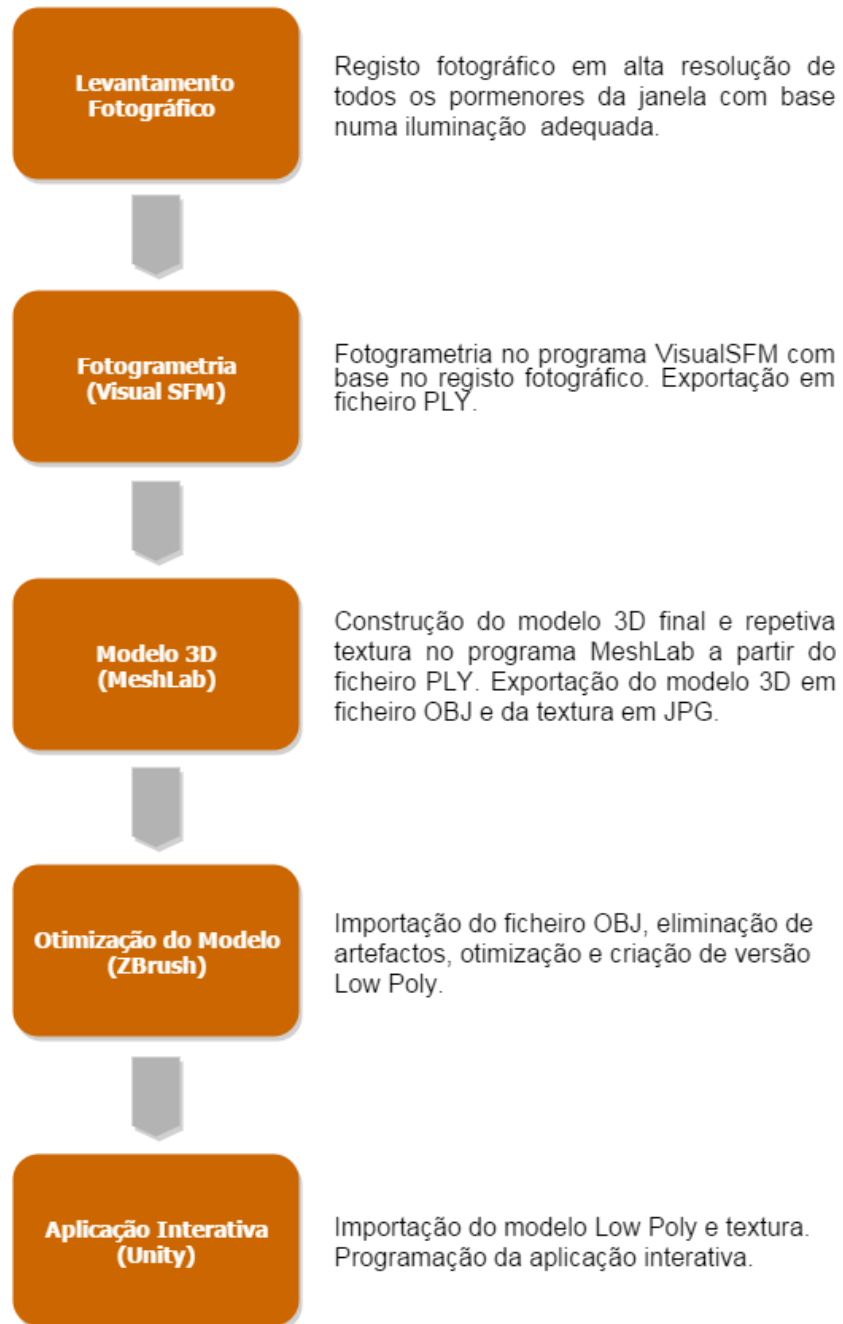 Levantamento
Fotográfico
Registo fotográfico em alta resolução de
todos os pormenores da janela com base
numa iluminação adequada.
Fotogrametria
(Visual SFM)
Fotogrametria no programa VisualSFM com
base no registo fotográfico. Exportação em
ficheiro PLY.
Modelo 3D
(MeshLab)
Construção do modelo 3D final e repetiva
textura no programa MeshLab a partir do
ficheiro PLY. Exportação do modelo 3D em
ficheiro OBJ e da textura em JPG.
Otimização do Modelo
(ZBrush)
Importação do ficheiro OBJ, eliminação de
artefactos, otimização e criação de versão
Low Poly.
Aplicação Interativa
(Unity)
Importação do modelo Low Poly e textura.
Programação da aplicação interativa.